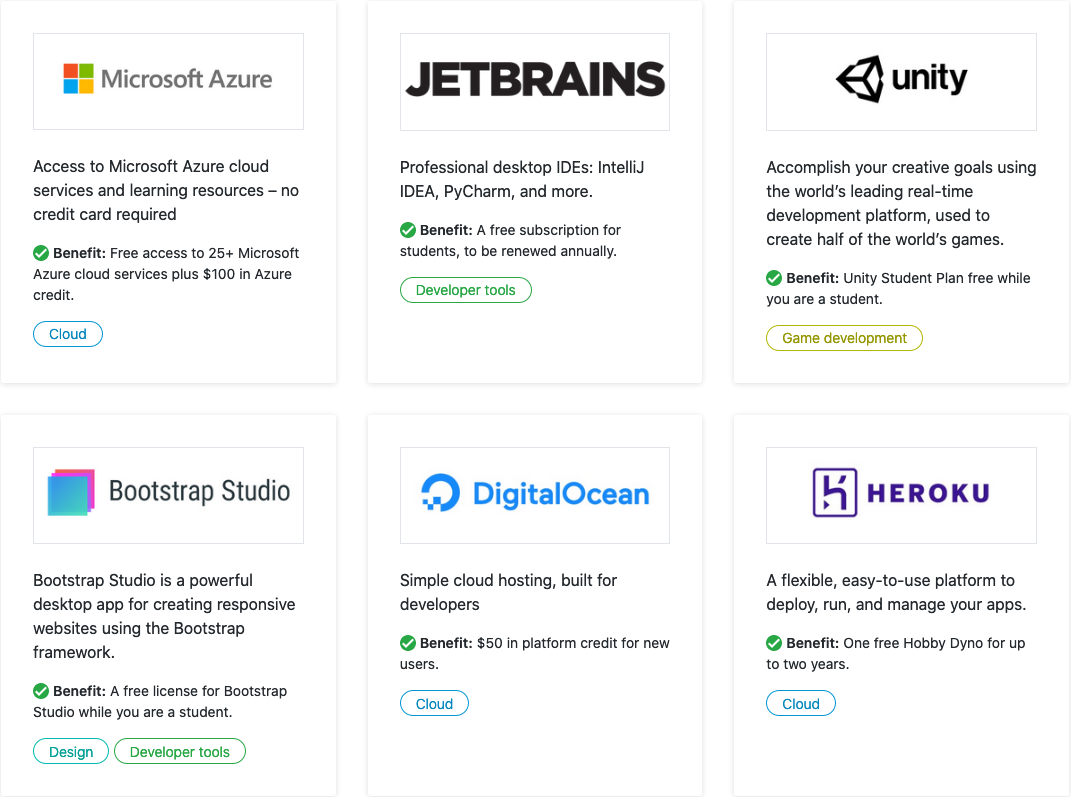 Microsoft Azure
Access to Microsoft Azure cloud
services and learning resources – no
credit card required
Benefit: Free access to 25+ Microsoft
Azure cloud services plus $100 in Azure
credit.
Cloud
JETBRAINS
Professional desktop IDEs: IntelliJ
IDEA, PyCharm, and more.
Benefit: A free subscription for
students, to be renewed annually.
Developer tools
unity
Accomplish your creative goals using
the world’s leading real-time
development platform, used to
create half of the world’s games.
Benefit: Unity Student Plan free while
you are a student.
Game development
Bootstrap Studio
Bootstrap Studio is a powerful
desktop app for creating responsive
websites using the Bootstrap
framework.
Benefit: A free license for Bootstrap
Studio while you are a student.
Design
Developer tools
DigitalOcean
Simple cloud hosting, built for
developers
Benefit: $50 in platform credit for new
users.
Cloud
HEROKU
A flexible, easy-to-use platform to
deploy, run, and manage your apps.
Benefit: One free Hobby Dyno for up
to two years.
Cloud